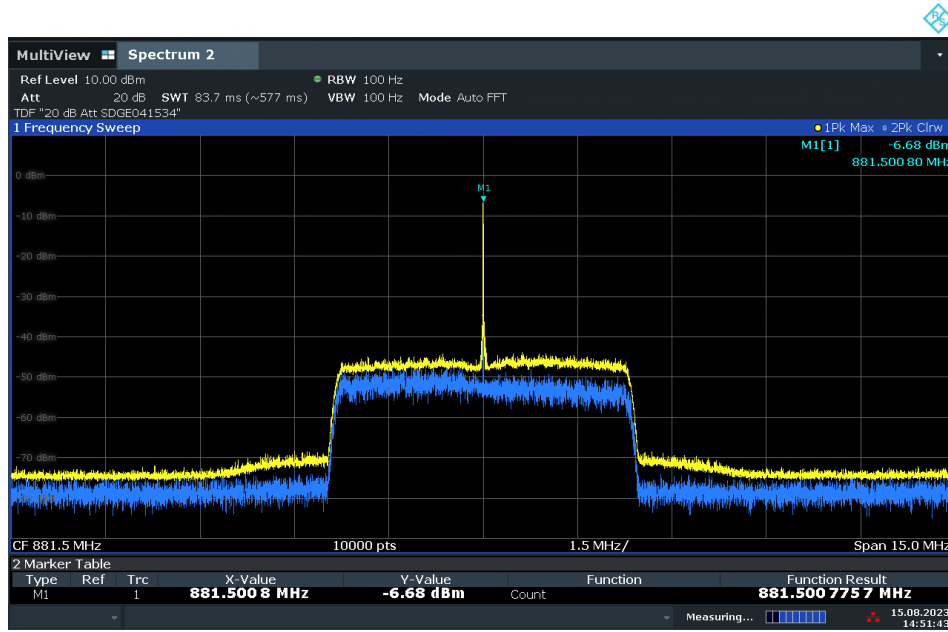 MultiView Spectrum 2
Ref Level 10.00 dBm RBW 100 Hz
Att 20 dB SWT 83.7 ms (~577 ms) VBW 100 Hz Mode Auto FFT
TDF "20 dB Att SDGE041534"
1 Frequency Sweep 1Pk Max 2Pk Clrw
M1[1] -6.68 dBm
881.500 80 MHz
0 dBm
M1
-10 dBm
-20 dBm
-30 dBm
-40 dBm
-50 dBm
-60 dBm
-70 dBm
CF 881.5 MHz 10000 pts 1.5 MHz/ Span 15.0 MHz
2 Marker Table
Type Ref Trc X-Value Y-Value Function Function Result
M1 1 881.500 8 MHz -6.68 dBm Count 881.500 775 7 MHz
Measuring... 15.08.2023
14:51:43